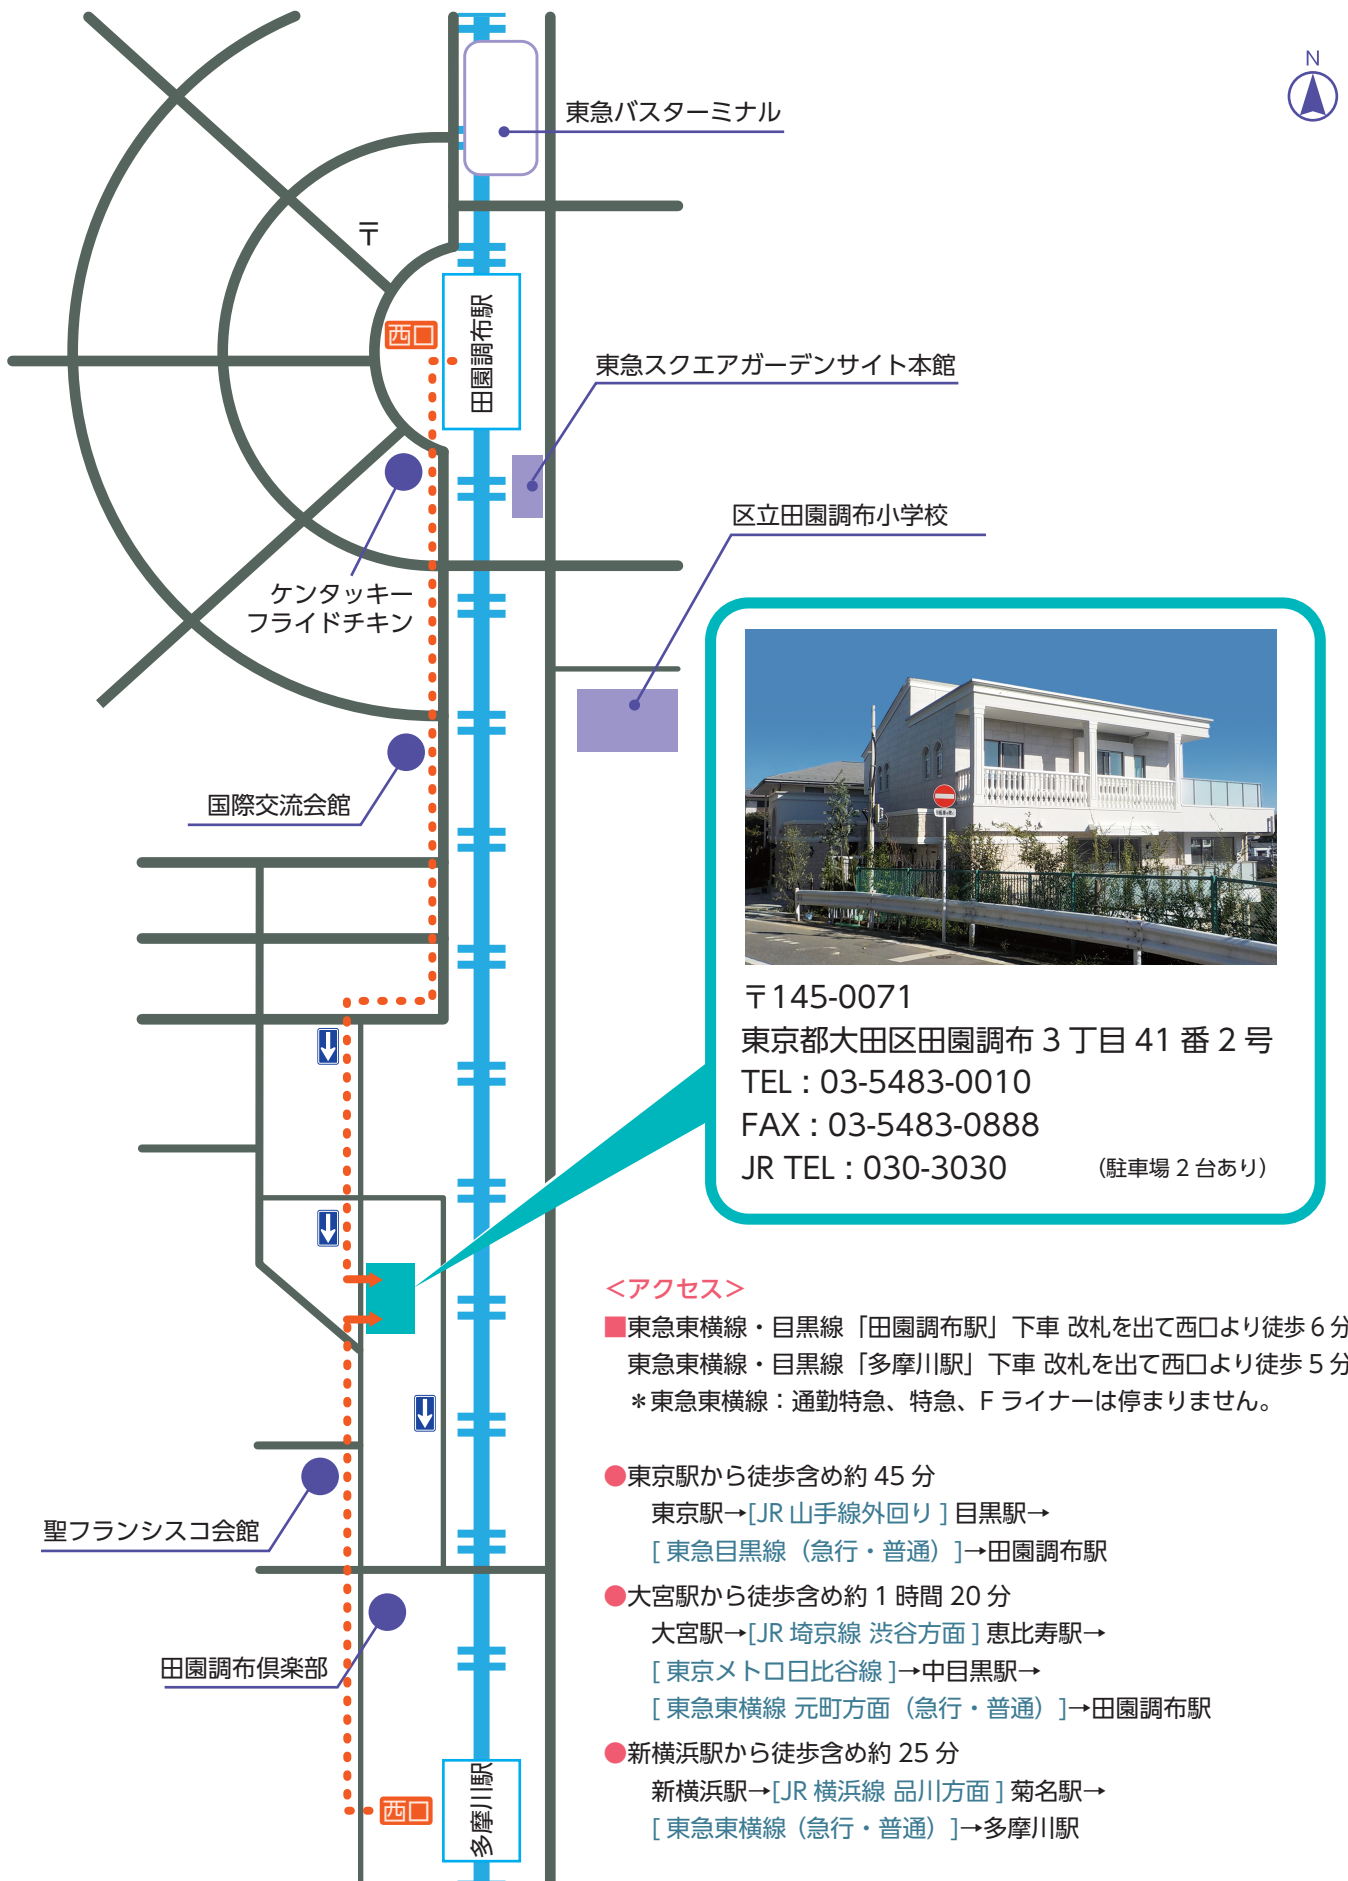 N
東急バスターミナル
〒
田園調布駅
西口
東急スクエアガーデンサイト本館
区立田園調布小学校
ケンタッキー
フライドチキン
国際交流会館
〒145-0071
東京都大田区田園調布 3 丁目 41 番 2 号
TEL : 03-5483-0010
FAX : 03-5483-0888
JR TEL : 030-3030
（駐車場 2 台あり）
＜アクセス＞
■東急東横線・目黒線「田園調布駅」下車 改札を出て西口より徒歩 6 分
東急東横線・目黒線「多摩川駅」下車 改札を出て西口より徒歩 5 分
＊東急東横線：通勤特急、特急、F ライナーは停まりません。
●東京駅から徒歩含め約 45 分
東京駅→[JR 山手線外回り ] 目黒駅→
[ 東急目黒線（急行・普通）]→田園調布駅
●大宮駅から徒歩含め約 1 時間 20 分
大宮駅→[JR 埼京線 渋谷方面 ] 恵比寿駅→
[ 東京メトロ日比谷線 ]→中目黒駅→
[ 東急東横線 元町方面（急行・普通）]→田園調布駅
●新横浜駅から徒歩含め約 25 分
新横浜駅→[JR 横浜線 品川方面 ] 菊名駅→
[ 東急東横線（急行・普通）]→多摩川駅
聖フランシスコ会館
田園調布倶楽部
西口
多摩川駅